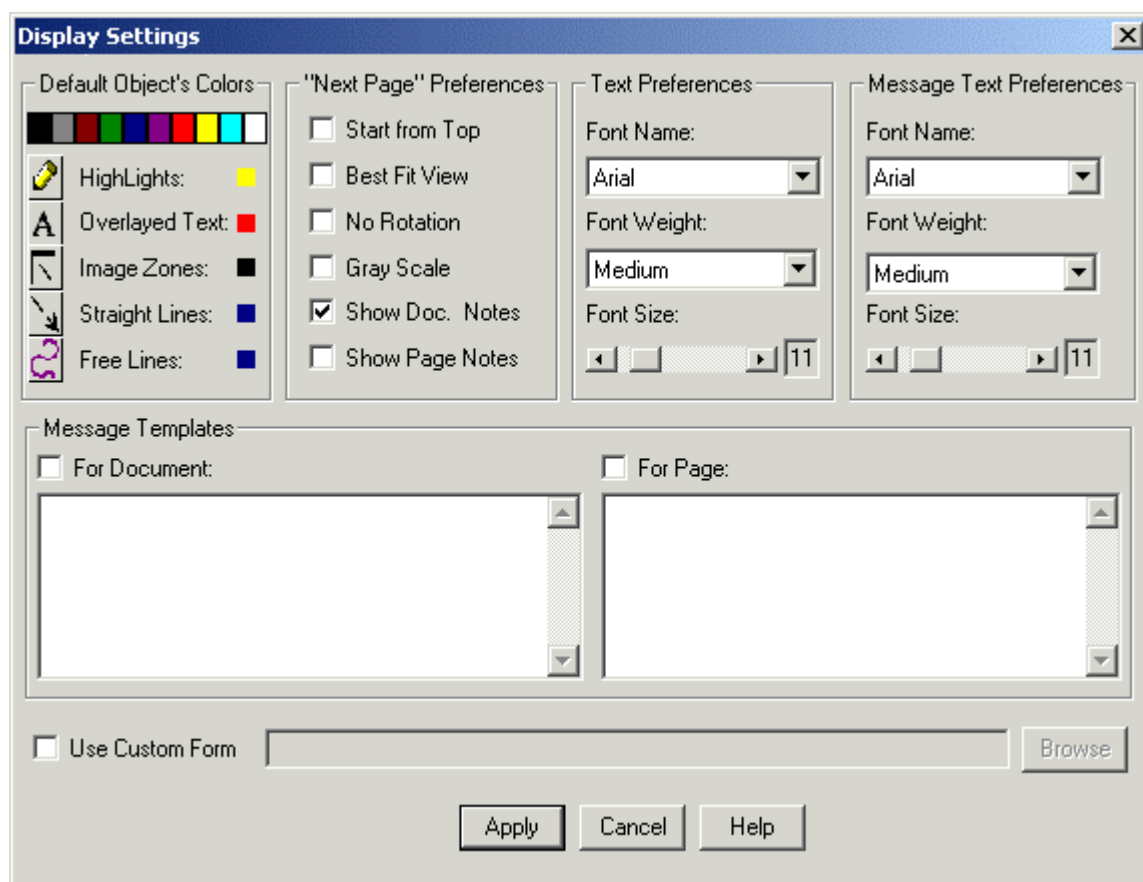 Display Settings
Default Object's Colors
HighLights:
A
Overlayed Text:
Image Zones:
Straight Lines:
Free Lines:
"Next Page" Preferences
Start from Top
Best Fit View
No Rotation
Gray Scale
Show Doc. Notes
Show Page Notes
Text Preferences
Font Name:
Arial
Font Weight:
Medium
Font Size:
11
Message Text Preferences
Font Name:
Arial
Font Weight:
Medium
Font Size:
11
Message Templates
For Document:
For Page:
Use Custom Form
Browse
Apply
Cancel
Help